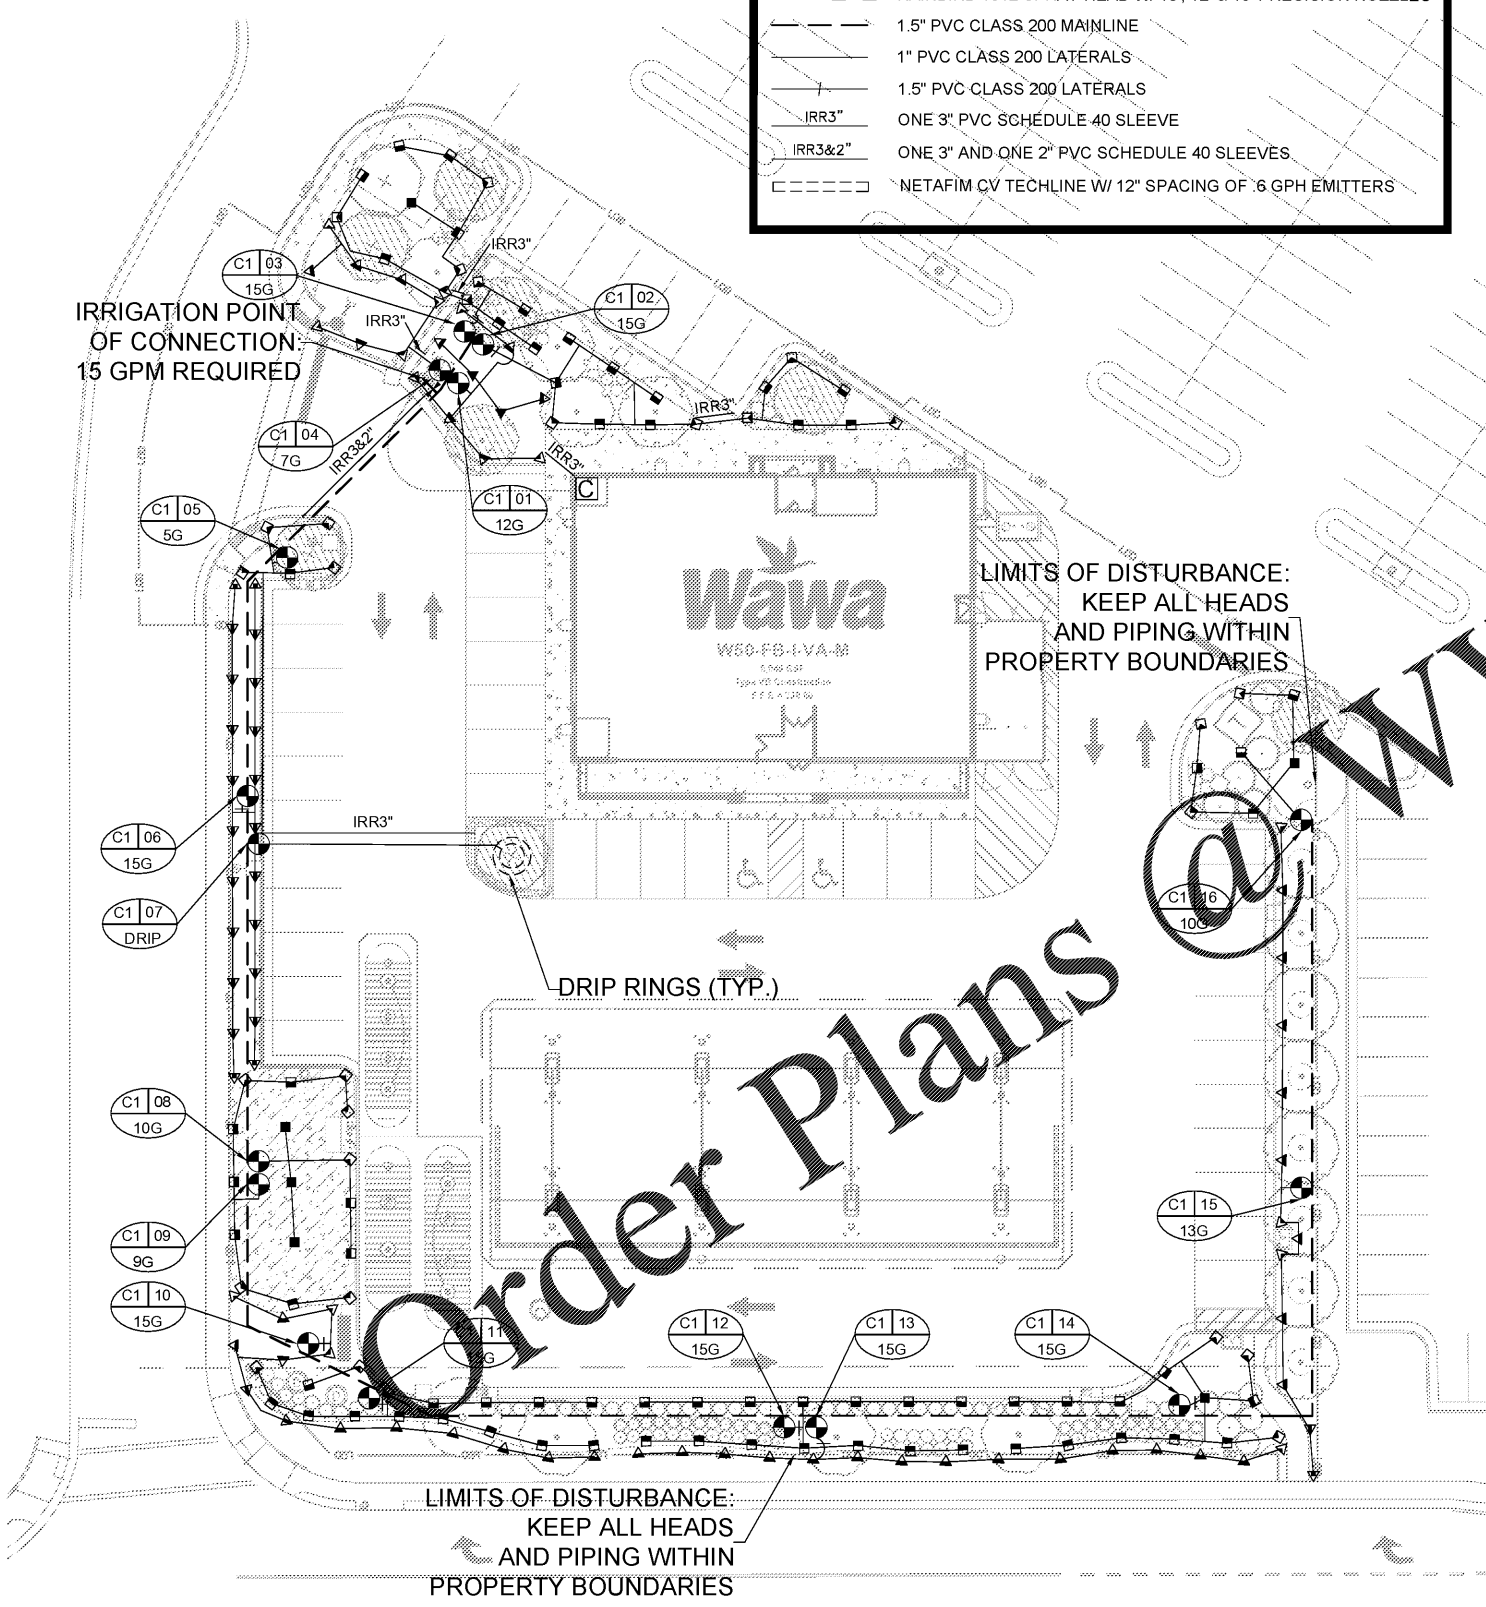 1.5" PVC CLASS 200 MAINLINE
1" PVC CLASS 200 LATERALS
1.5" PVC CLASS 200 LATERALS
IRR3" ONE 3" PVC SCHEDULE 40 SLEEVE
IRR3&2" ONE 3" AND ONE 2" PVC SCHEDULE 40 SLEEVES
NETAFIM CV TECHLINE W/ 12" SPACING OF .6 GPH EMITTERS
IRR3"
C1 03
15G
C1 02
15G
IRRIGATION POINT
OF CONNECTION:
15 GPM REQUIRED
IRR3"
IRR3"
C1 04
7G
IRR3&2"
IRR3"
C
C1 01
12G
C1 05
5G
Wawa
W50-FB-I-VA-M
LIMITS OF DISTURBANCE:
KEEP ALL HEADS
AND PIPING WITHIN
PROPERTY BOUNDARIES
T
C1 06
15G
IRR3"
C1 07
DRIP
C1 16
10G
DRIP RINGS (TYP.)
Order Plans @
C1 08
10G
C1 09
9G
C1 10
15G
C1 15
13G
11
C1 12
15G
C1 13
15G
C1 14
15G
LIMITS OF DISTURBANCE:
KEEP ALL HEADS
AND PIPING WITHIN
PROPERTY BOUNDARIES